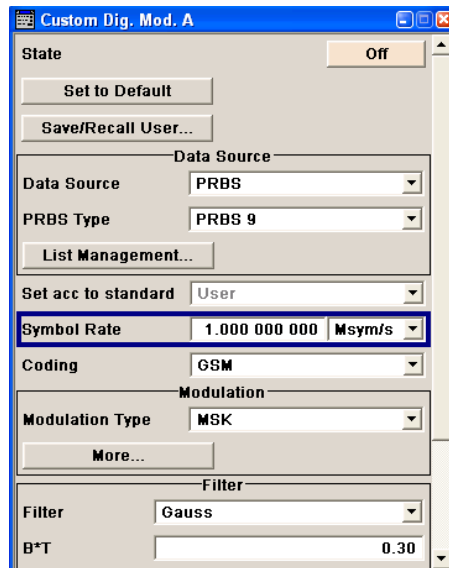 Custom Dig. Mod. A
State Off
Set to Default
Save/Recall User...
Data Source
Data Source PRBS
PRBS Type PRBS 9
List Management...
Set acc to standard User
Symbol Rate 1.000 000 000 Msym/s
Coding GSM
Modulation
Modulation Type MSK
More...
Filter
Filter Gauss
B*T 0.30